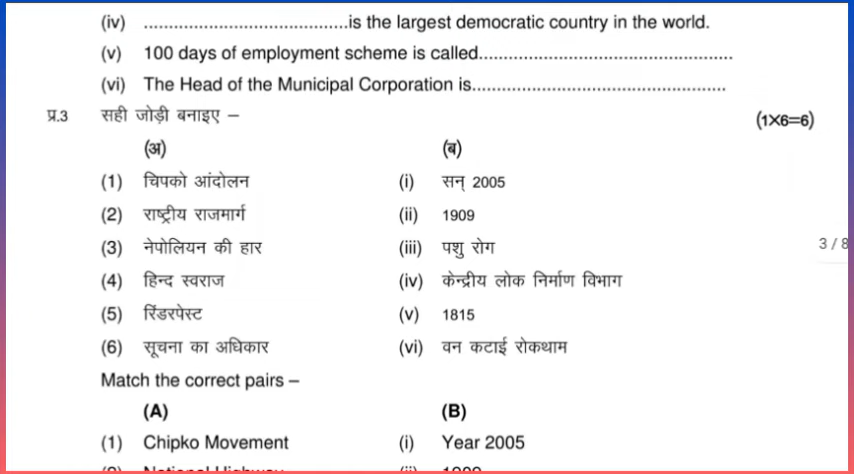 (iv) ........................................is the largest democratic country in the world.
(v) 100 days of employment scheme is called..................................................
(vi) The Head of the Municipal Corporation is..................................................
प्र.3 सही जोड़ी बनाइए – (1×6=6)
(अ) (ब)
(1) चिपको आंदोलन (i) सन् 2005
(2) राष्ट्रीय राजमार्ग (ii) 1909
(3) नेपोलियन की हार (iii) पशु रोग
3 / 8
(4) हिन्द स्वराज (iv) केन्द्रीय लोक निर्माण विभाग
(5) रिंडरपेस्ट (v) 1815
(6) सूचना का अधिकार (vi) वन कटाई रोकथाम
Match the correct pairs –
(A) (B)
(1) Chipko Movement (i) Year 2005